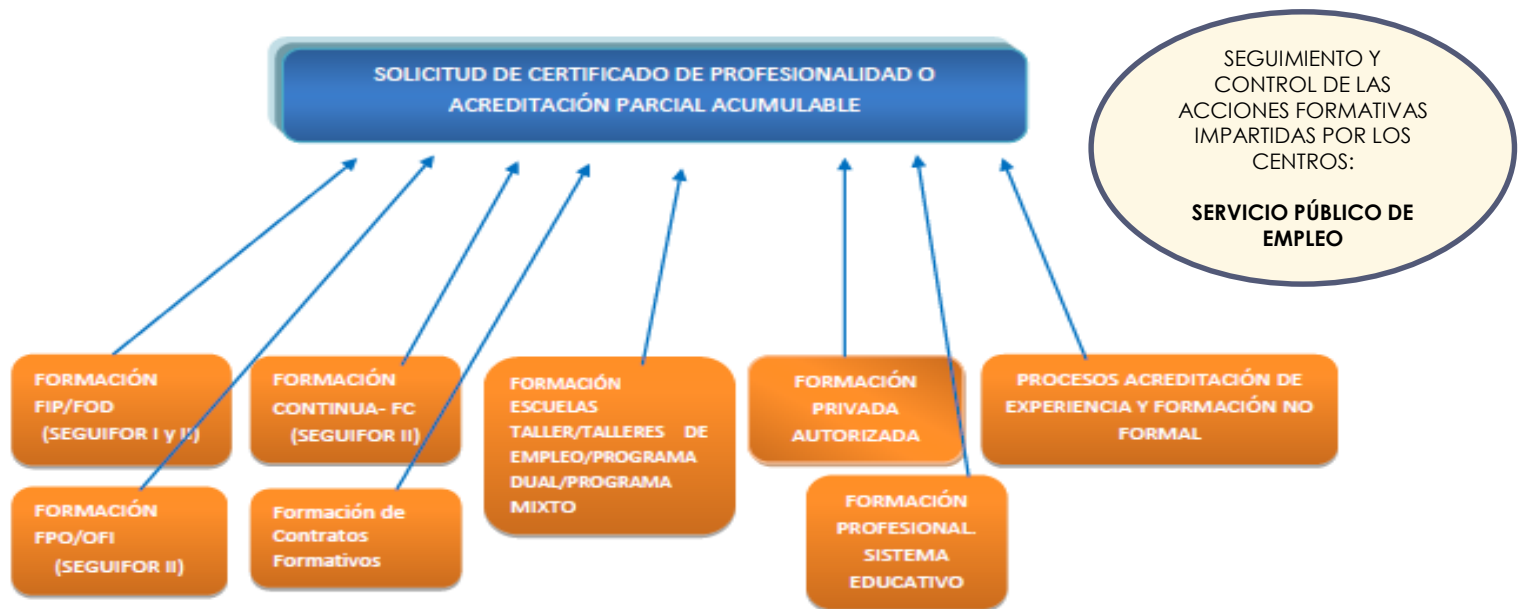 SOLICITUD DE CERTIFICADO DE PROFESIONALIDAD O
ACREDITACIÓN PARCIAL ACUMULABLE
SEGUIMIENTO Y
CONTROL DE LAS
ACCIONES FORMATIVAS
IMPARTIDAS POR LOS
CENTROS:
SERVICIO PÚBLICO DE
EMPLEO
FORMACIÓN
FIP/FOD
(SEGUIFOR I y II)
FORMACIÓN
CONTINUA- FC
(SEGUIFOR II)
FORMACIÓN
ESCUELAS
TALLER/TALLERES DE
EMPLEO/PROGRAMA
DUAL/PROGRAMA
MIXTO
FORMACIÓN
PRIVADA
AUTORIZADA
PROCESOS ACREDITACIÓN DE
EXPERIENCIA Y FORMACIÓN NO
FORMAL
FORMACIÓN
FPO/OFI
(SEGUIFOR II)
Formación de
Contratos
Formativos
FORMACIÓN
PROFESIONAL.
SISTEMA
EDUCATIVO